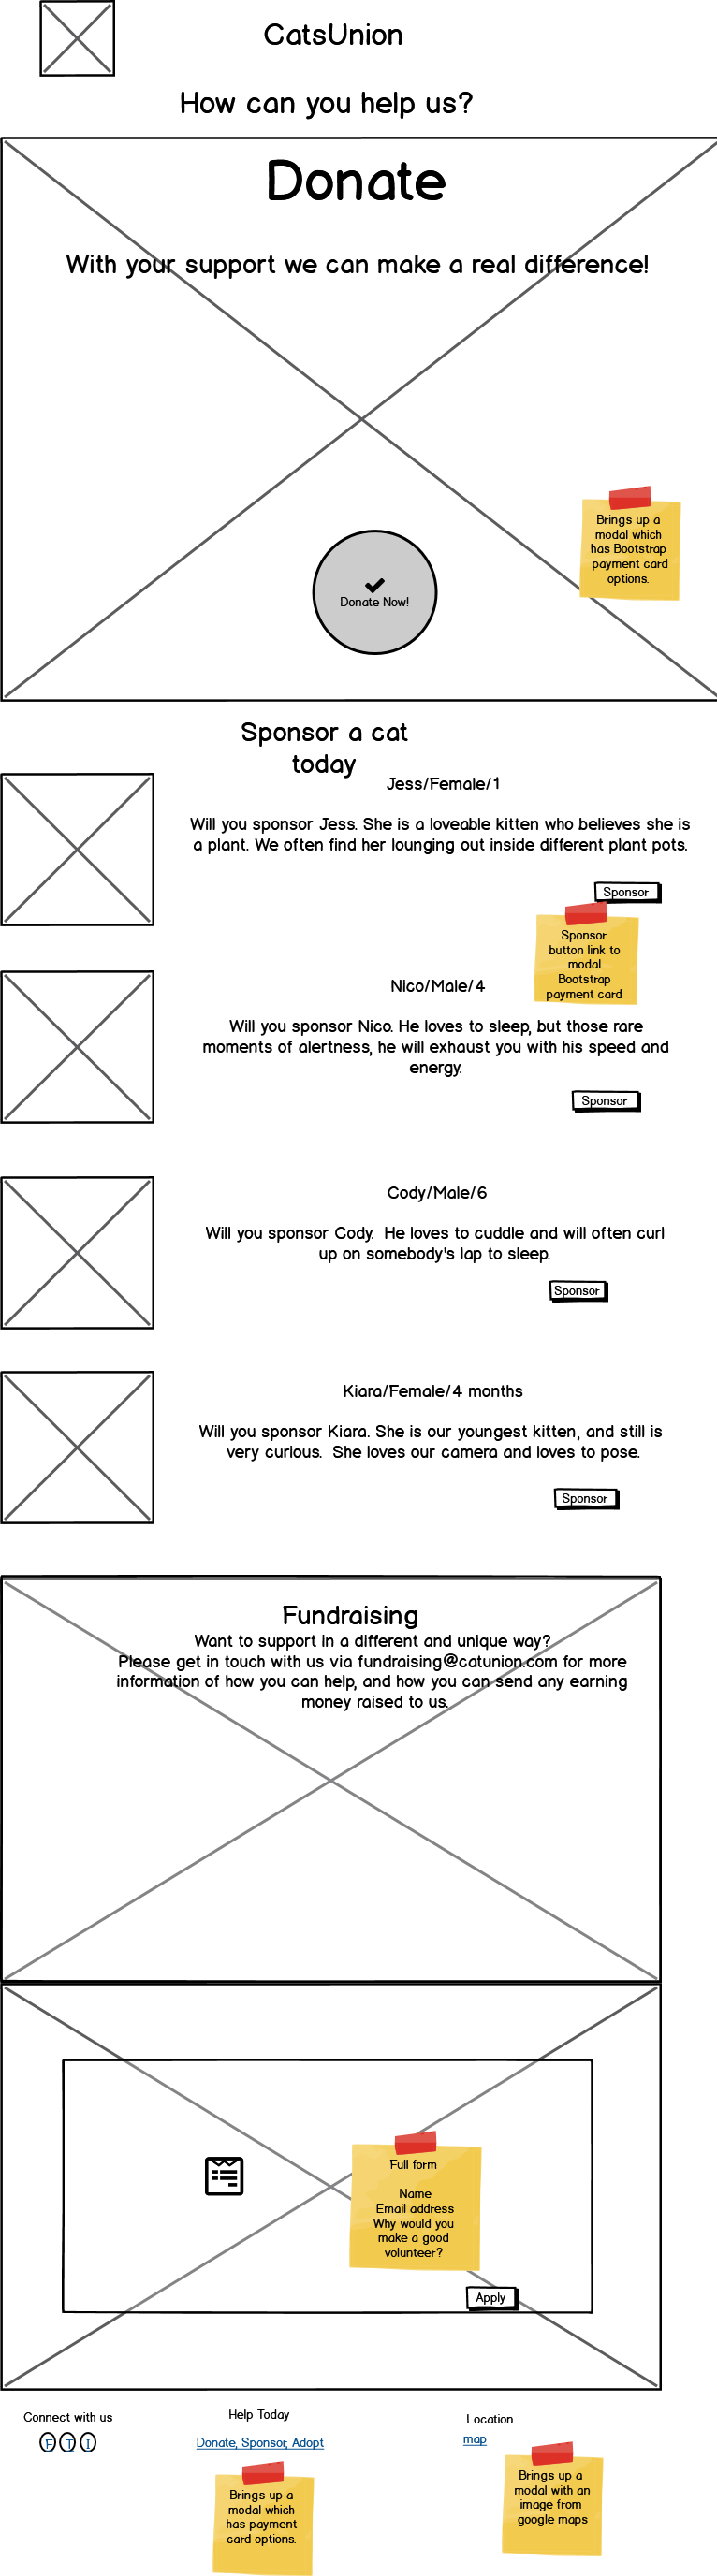 CatsUnion
How can you help us?
Donate
With your support we can make a real difference!
Brings up a
modal which
has Bootstrap
payment card
options.
Donate Now!
Sponsor a cat
today
Jess/Female/1
Will you sponsor Jess. She is a loveable kitten who believes she is
a plant. We often find her lounging out inside different plant pots.
Sponsor
Sponsor
button link to
modal
Bootstrap
payment card
Nico/Male/4
Will you sponsor Nico. He loves to sleep, but those rare
moments of alertness, he will exhaust you with his speed and
energy.
Sponsor
Cody/Male/6
Will you sponsor Cody.  He loves to cuddle and will often curl
up on somebody's lap to sleep.
Sponsor
Kiara/Female/4 months
Will you sponsor Kiara. She is our youngest kitten, and still is
very curious.  She loves our camera and loves to pose.
Sponsor
Fundraising
Want to support in a different and unique way?
Please get in touch with us via fundraising@catunion.com for more
information of how you can help, and how you can send any earning
money raised to us.
Full form
Name
Email address
Why would you
make a good
volunteer?
Apply
Connect with us
F T I
Help Today
Donate, Sponsor, Adopt
Location
map
Brings up a
modal which
has payment
card options.
Brings up a
modal with an
image from
google maps